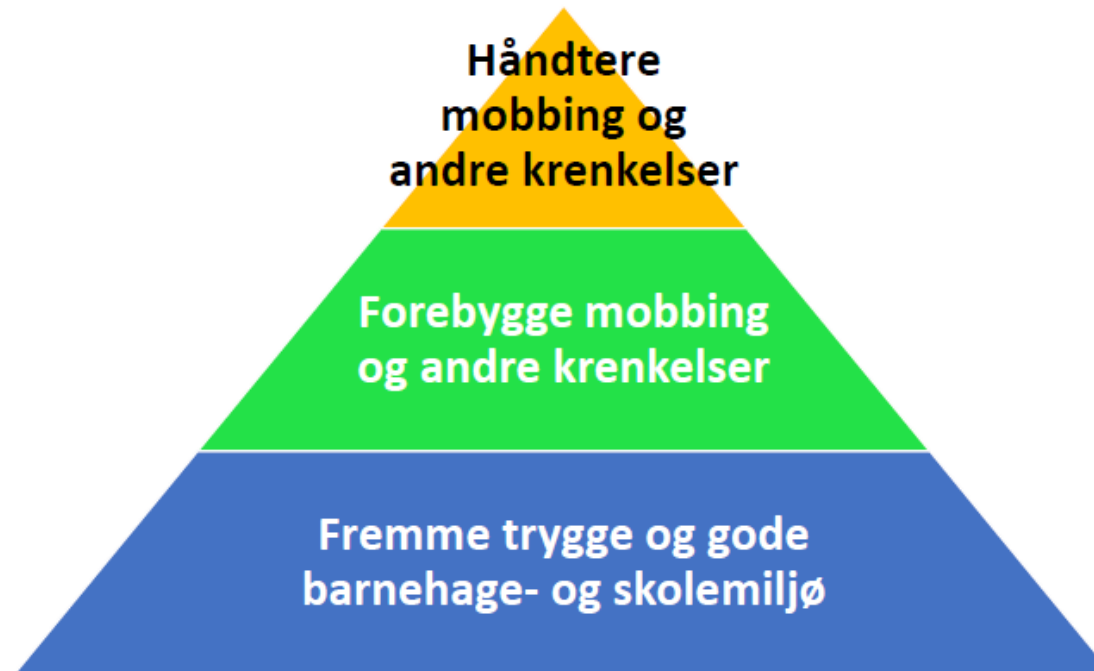 Håndtere
mobbing og
andre krenkelser
Forebygge mobbing
og andre krenkelser
Fremme trygge og gode
barnehage- og skolemiljø